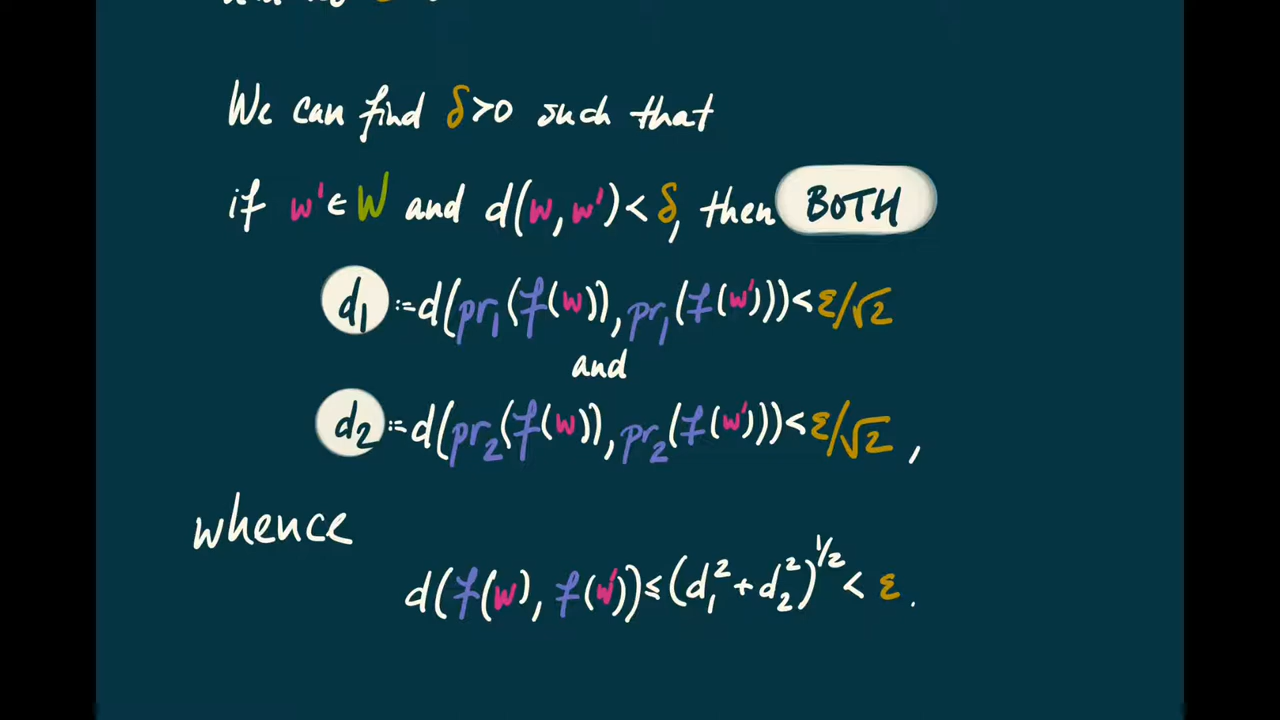 We can find δ>0 such that
if w'∈W and d(w, w')<δ, then BOTH
d₁ := d(pr₁(f(w)), pr₁(f(w')))<ε/√2
and
d₂ := d(pr₂(f(w)), pr₂(f(w')))<ε/√2 ,
whence
d(f(w), f(w'))≤(d₁²+d₂²)^1/2 < ε.